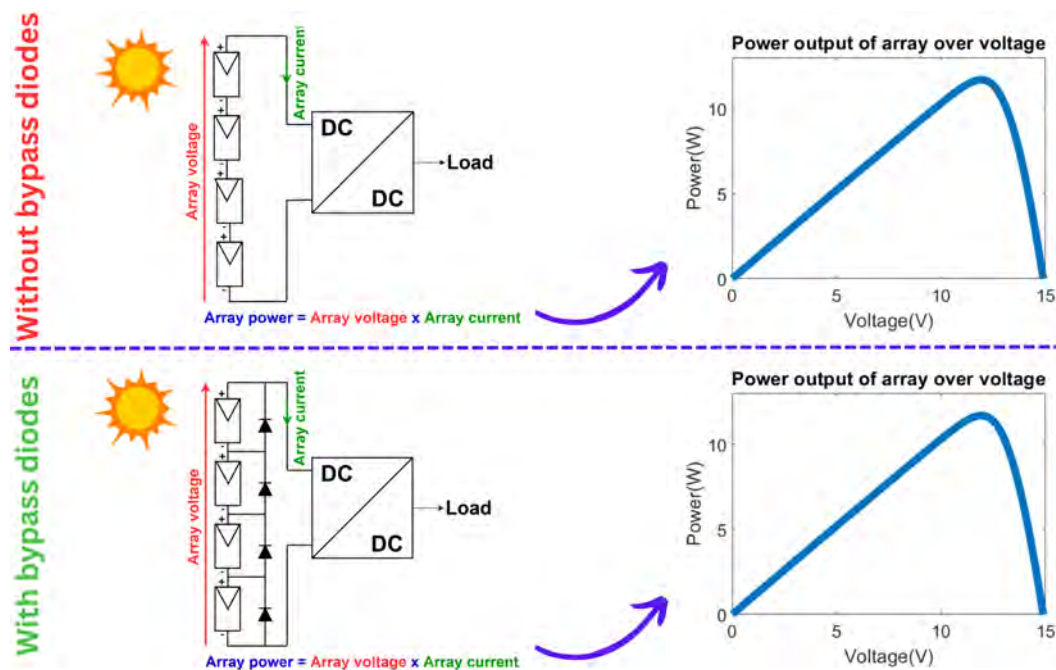 Without bypass diodes
Array voltage
+
-
+
-
+
-
+
-
Array current
DC
DC
Load
Array power = Array voltage x Array current
Power output of array over voltage
Power(W)
10
5
0
0
5
10
15
Voltage(V)
With bypass diodes
Array voltage
+
-
+
-
+
-
+
-
Array current
DC
DC
Load
Array power = Array voltage x Array current
Power output of array over voltage
Power(W)
10
5
0
0
5
10
15
Voltage(V)